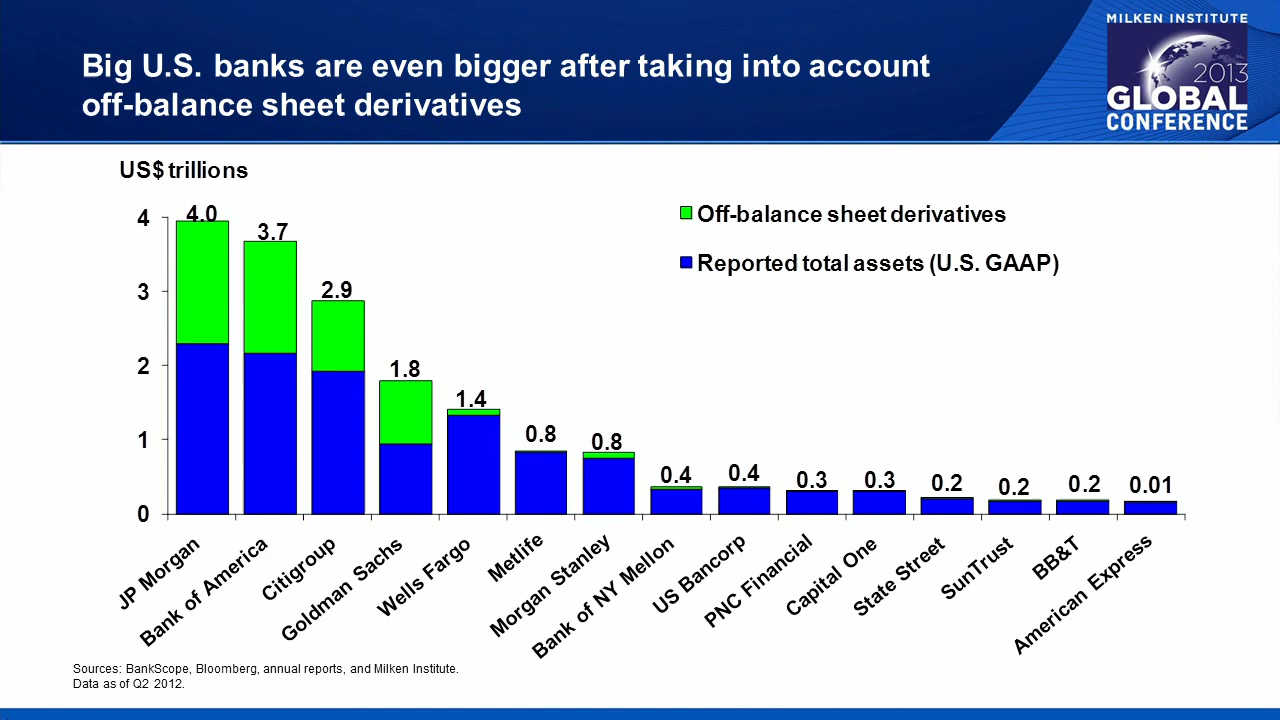 MILKEN INSTITUTE
2013
GLOBAL
CONFERENCE
Big U.S. banks are even bigger after taking into account
off-balance sheet derivatives
US$ trillions
Off-balance sheet derivatives
Reported total assets (U.S. GAAP)
4
3
2
1
0
4.0
3.7
2.9
1.8
1.4
0.8
0.8
0.4
0.4
0.3
0.3
0.2
0.2
0.2
0.01
JP Morgan
Bank of America
Citigroup
Goldman Sachs
Wells Fargo
Metlife
Morgan Stanley
Bank of NY Mellon
US Bancorp
PNC Financial
Capital One
State Street
SunTrust
BB&T
American Express
Sources: BankScope, Bloomberg, annual reports, and Milken Institute.
Data as of Q2 2012.